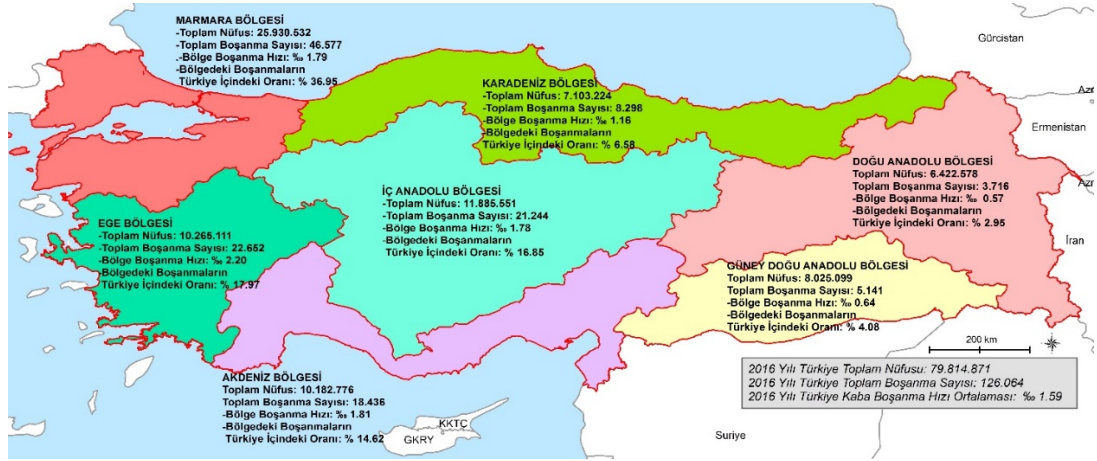 MARMARA BÖLGESİ
-Toplam Nüfus: 25.930.532
-Toplam Boşanma Sayısı: 46.577
-Bölge Boşanma Hızı: ‰ 1.79
-Bölgedeki Boşanmaların
Türkiye İçindeki Oranı: % 36.95
KARADENİZ BÖLGESİ
-Toplam Nüfus: 7.103.224
-Toplam Boşanma Sayısı: 8.298
-Bölge Boşanma Hızı: ‰ 1.16
-Bölgedeki Boşanmaların
Türkiye İçindeki Oranı: % 6.58
Gürcistan
Azı
Ermenistan
Azı
İran
DOĞU ANADOLU BÖLGESİ
Toplam Nüfus: 6.422.578
Toplam Boşanma Sayısı: 3.716
-Bölge Boşanma Hızı: ‰ 0.57
-Bölgedeki Boşanmaların
Türkiye İçindeki Oranı: % 2.95
İÇ ANADOLU BÖLGESİ
-Toplam Nüfus: 11.885.551
-Toplam Boşanma Sayısı: 21.244
-Bölge Boşanma Hızı: ‰ 1.78
-Bölgedeki Boşanmaların
Türkiye İçindeki Oranı: % 16.85
EGE BÖLGESİ
-Toplam Nüfus: 10.265.111
-Toplam Boşanma Sayısı: 22.652
-Bölge Boşanma Hızı: ‰ 2.20
-Bölgedeki Boşanmaların
Türkiye İçindeki Oranı: % 17.97
GÜNEY DOĞU ANADOLU BÖLGESİ
Toplam Nüfus: 8.025.099
Toplam Boşanma Sayısı: 5.141
-Bölge Boşanma Hızı: ‰ 0.64
-Bölgedeki Boşanmaların
Türkiye İçindeki Oranı: % 4.08
200 km
AKDENİZ BÖLGESİ
Toplam Nüfus: 10.182.776
Toplam Boşanma Sayısı: 18.436
-Bölge Boşanma Hızı: ‰ 1.81
-Bölgedeki Boşanmaların
Türkiye İçindeki Oranı: % 14.62
KKTC
GKRY
Suriye
2016 Yılı Türkiye Toplam Nüfusu: 79.814.871
2016 Yılı Türkiye Toplam Boşanma Sayısı: 126.064
2016 Yılı Türkiye Kaba Boşanma Hızı Ortalaması: ‰ 1.59